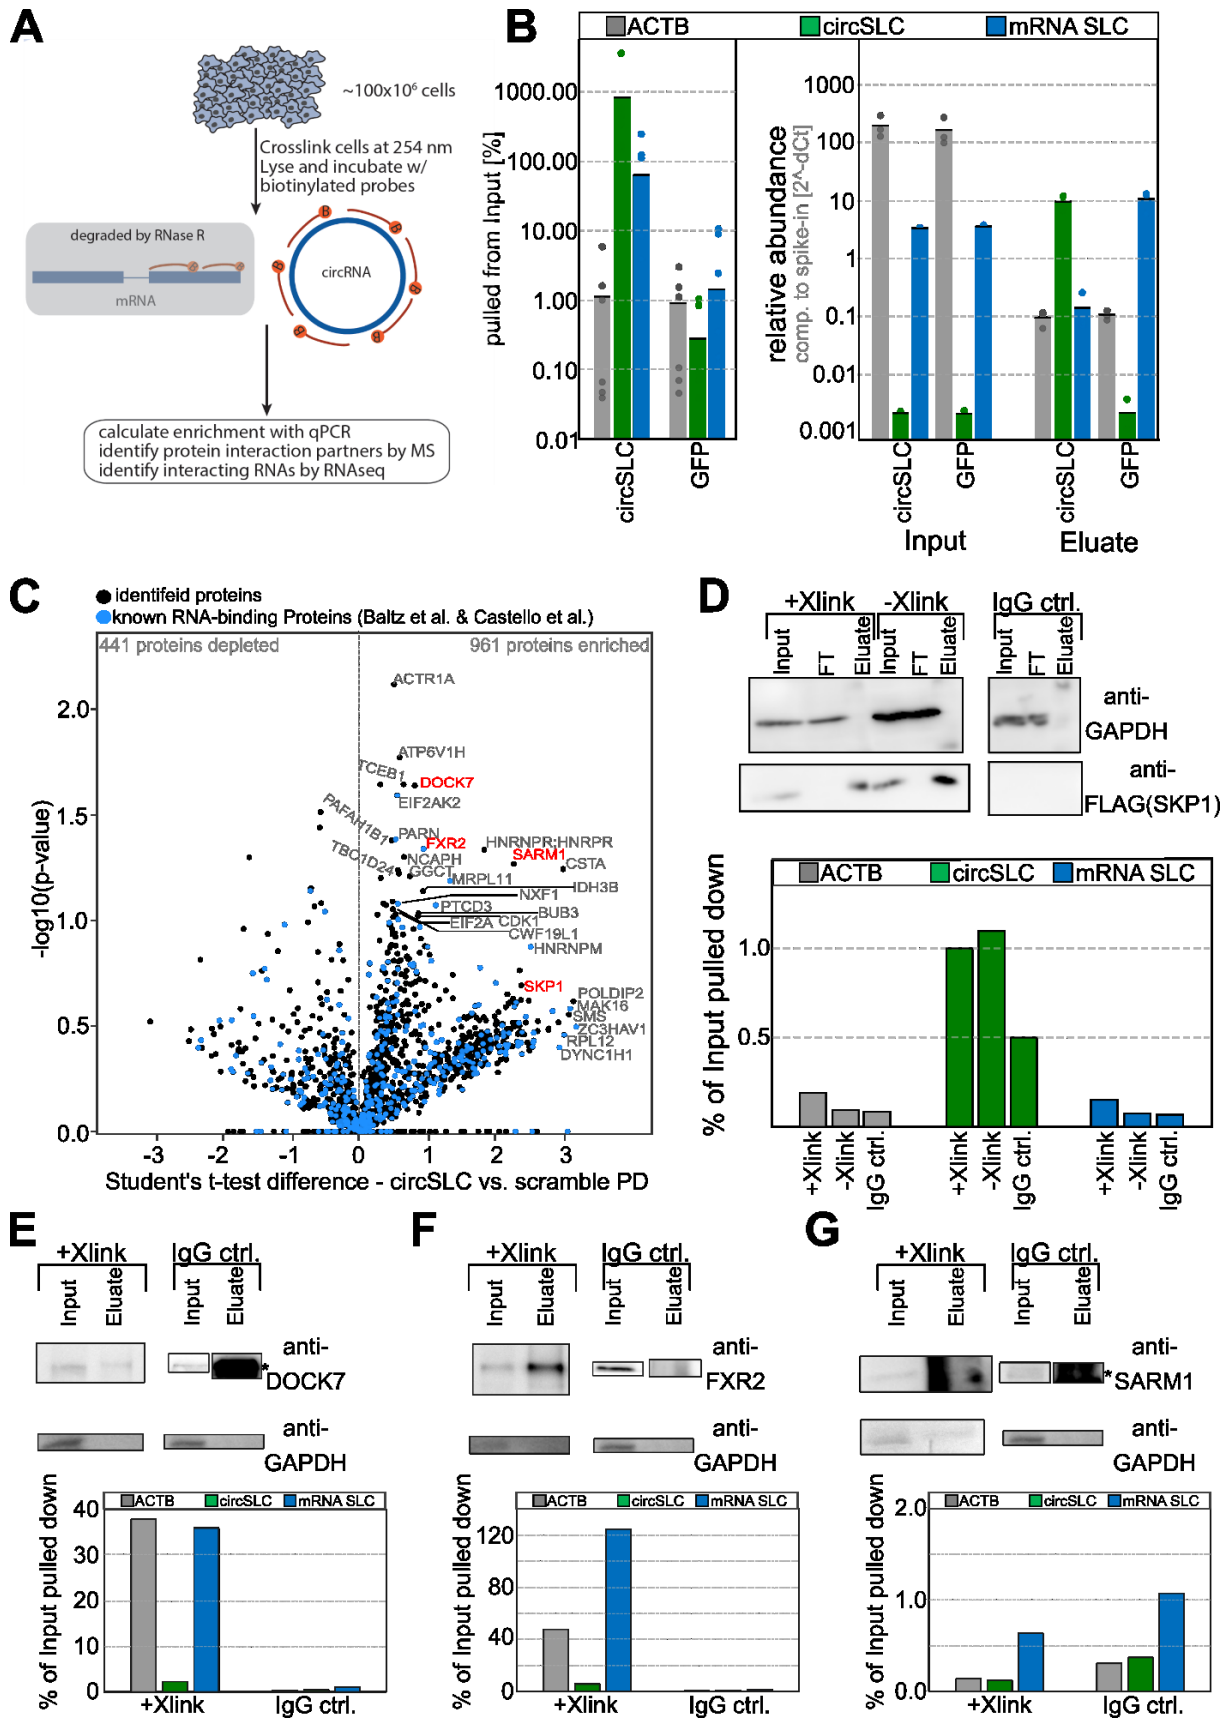 A
~100x10⁶ cells
Crosslink cells at 254 nm
Lyse and incubate w/
biotinylated probes
degraded by RNase R
mRNA
circRNA
B
B
B
B
B
B
B
B
calculate enrichment with qPCR
identify protein interaction partners by MS
identify interacting RNAs by RNAseq
B
ACTB
circSLC
mRNA SLC
pulled from Input [%]
1000.00
100.00
10.00
1.00
0.10
0.01
circSLC
GFP
relative abundance
comp. to spike-in [2^-dCt]
1000
100
10
1
0.1
0.01
0.001
circSLC
GFP
circSLC
GFP
Input
Eluate
C
identifeid proteins
known RNA-binding Proteins (Baltz et al. & Castello et al.)
441 proteins depleted
961 proteins enriched
ACTR1A
ATP6V1H
TCEB1
DOCK7
EIF2AK2
PAFAH1B1
PARN
FXR2
HNRNPR;HNRPR
TBC1D24
NCAPH
SARM1
CSTA
GGCT
MRPL11
IDH3B
NXF1
PTCD3
BUB3
EIF2A
CDK1
CWF19L1
HNRNPM
SKP1
POLDIP2
MAK16
SMS
ZC3HAV1
RPL12
DYNC1H1
-log10(p-value)
2.0
1.5
1.0
0.5
0.0
-3
-2
-1
0
1
2
3
Student's t-test difference - circSLC vs. scramble PD
D
+Xlink
-Xlink
IgG ctrl.
Input
FT
Eluate
Input
FT
Eluate
Input
FT
Eluate
anti-
GAPDH
anti-
FLAG(SKP1)
ACTB
circSLC
mRNA SLC
% of Input pulled down
1.0
0.5
+Xlink
-Xlink
IgG ctrl.
+Xlink
-Xlink
IgG ctrl.
+Xlink
-Xlink
IgG ctrl.
E
+Xlink
IgG ctrl.
Input
Eluate
Input
Eluate
anti-
*
DOCK7
anti-
GAPDH
ACTB
circSLC
mRNA SLC
% of Input pulled down
40
30
20
10
0
+Xlink
IgG ctrl.
F
+Xlink
IgG ctrl.
Input
Eluate
Input
Eluate
anti-
FXR2
anti-
GAPDH
ACTB
circSLC
mRNA SLC
% of Input pulled down
120
80
40
0
+Xlink
IgG ctrl.
G
+Xlink
IgG ctrl.
Input
Eluate
Input
Eluate
anti-
*
SARM1
anti-
GAPDH
ACTB
circSLC
mRNA SLC
% of Input pulled down
2.0
1.0
0.0
+Xlink
IgG ctrl.